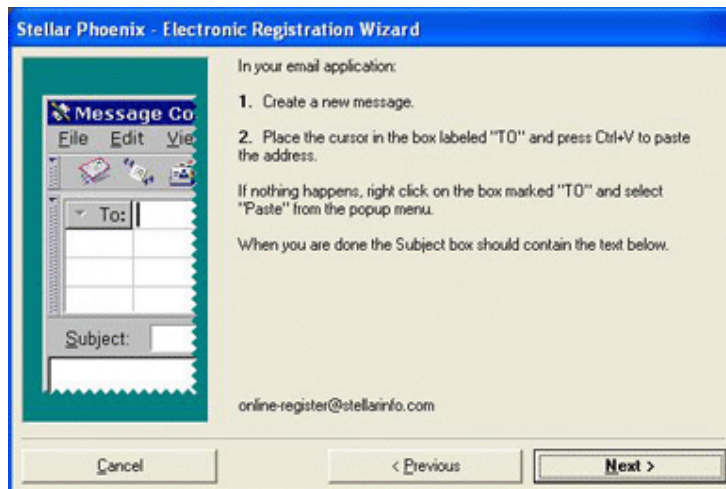 Stellar Phoenix - Electronic Registration Wizard
In your email application:
1. Create a new message.
2. Place the cursor in the box labeled "TO" and press Ctrl+V to paste
the address.
If nothing happens, right click on the box marked "TO" and select
"Paste" from the popup menu.
When you are done the Subject box should contain the text below.
Message Co
File Edit Vie
To:
Subject:
online-register@stellarinfo.com
Cancel
< Previous
Next >